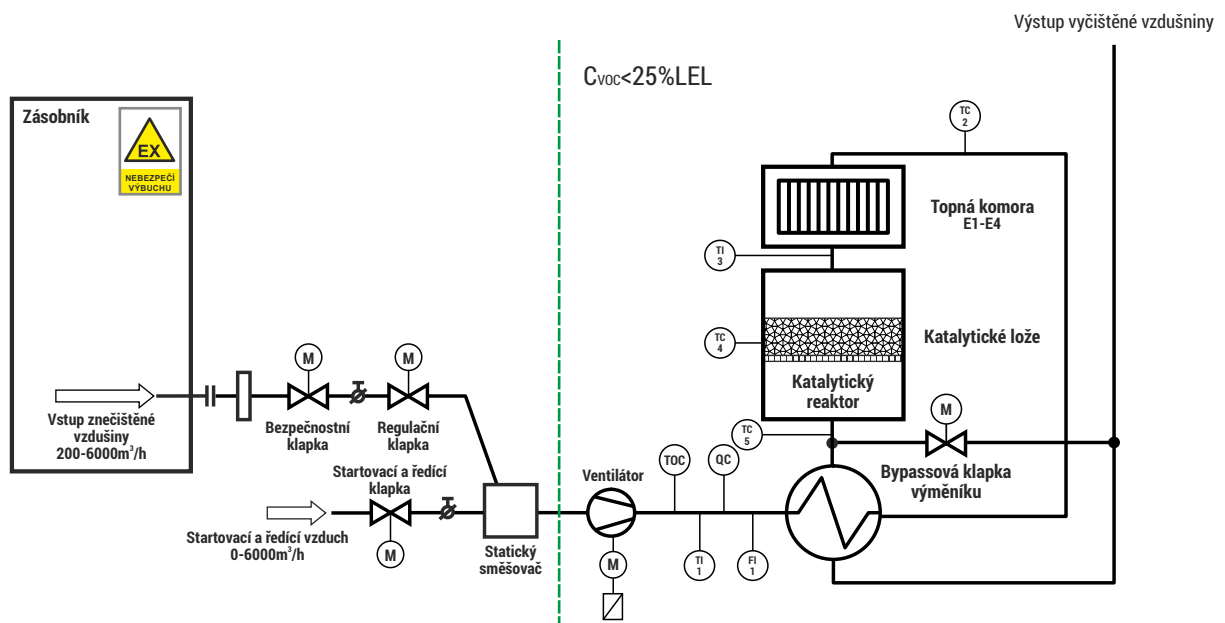 Výstup vyčištěné vzdušniny
Cvoc<25%LEL
Zásobník
EX
NEBEZPEČÍ
VÝBUCHU
TC
2
Topná komora
E1-E4
TI
3
TC
4
Katalytické lože
Katalytický
reaktor
M
M
Vstup znečištěné
vzdušiny
200-6000m³/h
Bezpečnostní
klapka
Regulační
klapka
TC
5
M
Bypassová klapka
výměníku
Startovací a ředící
klapka
Ventilátor
TOC
QC
Startovací a ředící vzduch
0-6000m³/h
M
Statický
směšovač
M
TI
1
FI
1